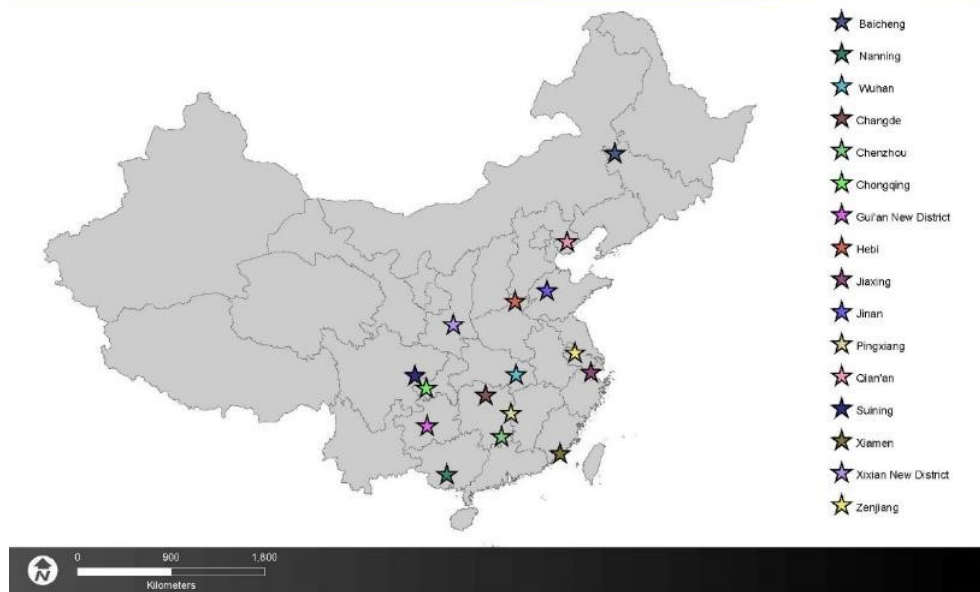 Baicheng
Nanning
Wuhan
Changde
Chenzhou
Chongqing
Gui'an New District
Hebi
Jiaxing
Jinan
Pingxiang
Qian'an
Suining
Xiamen
Xixian New District
Zenjiang
N
0 900 1,800
Kilometers